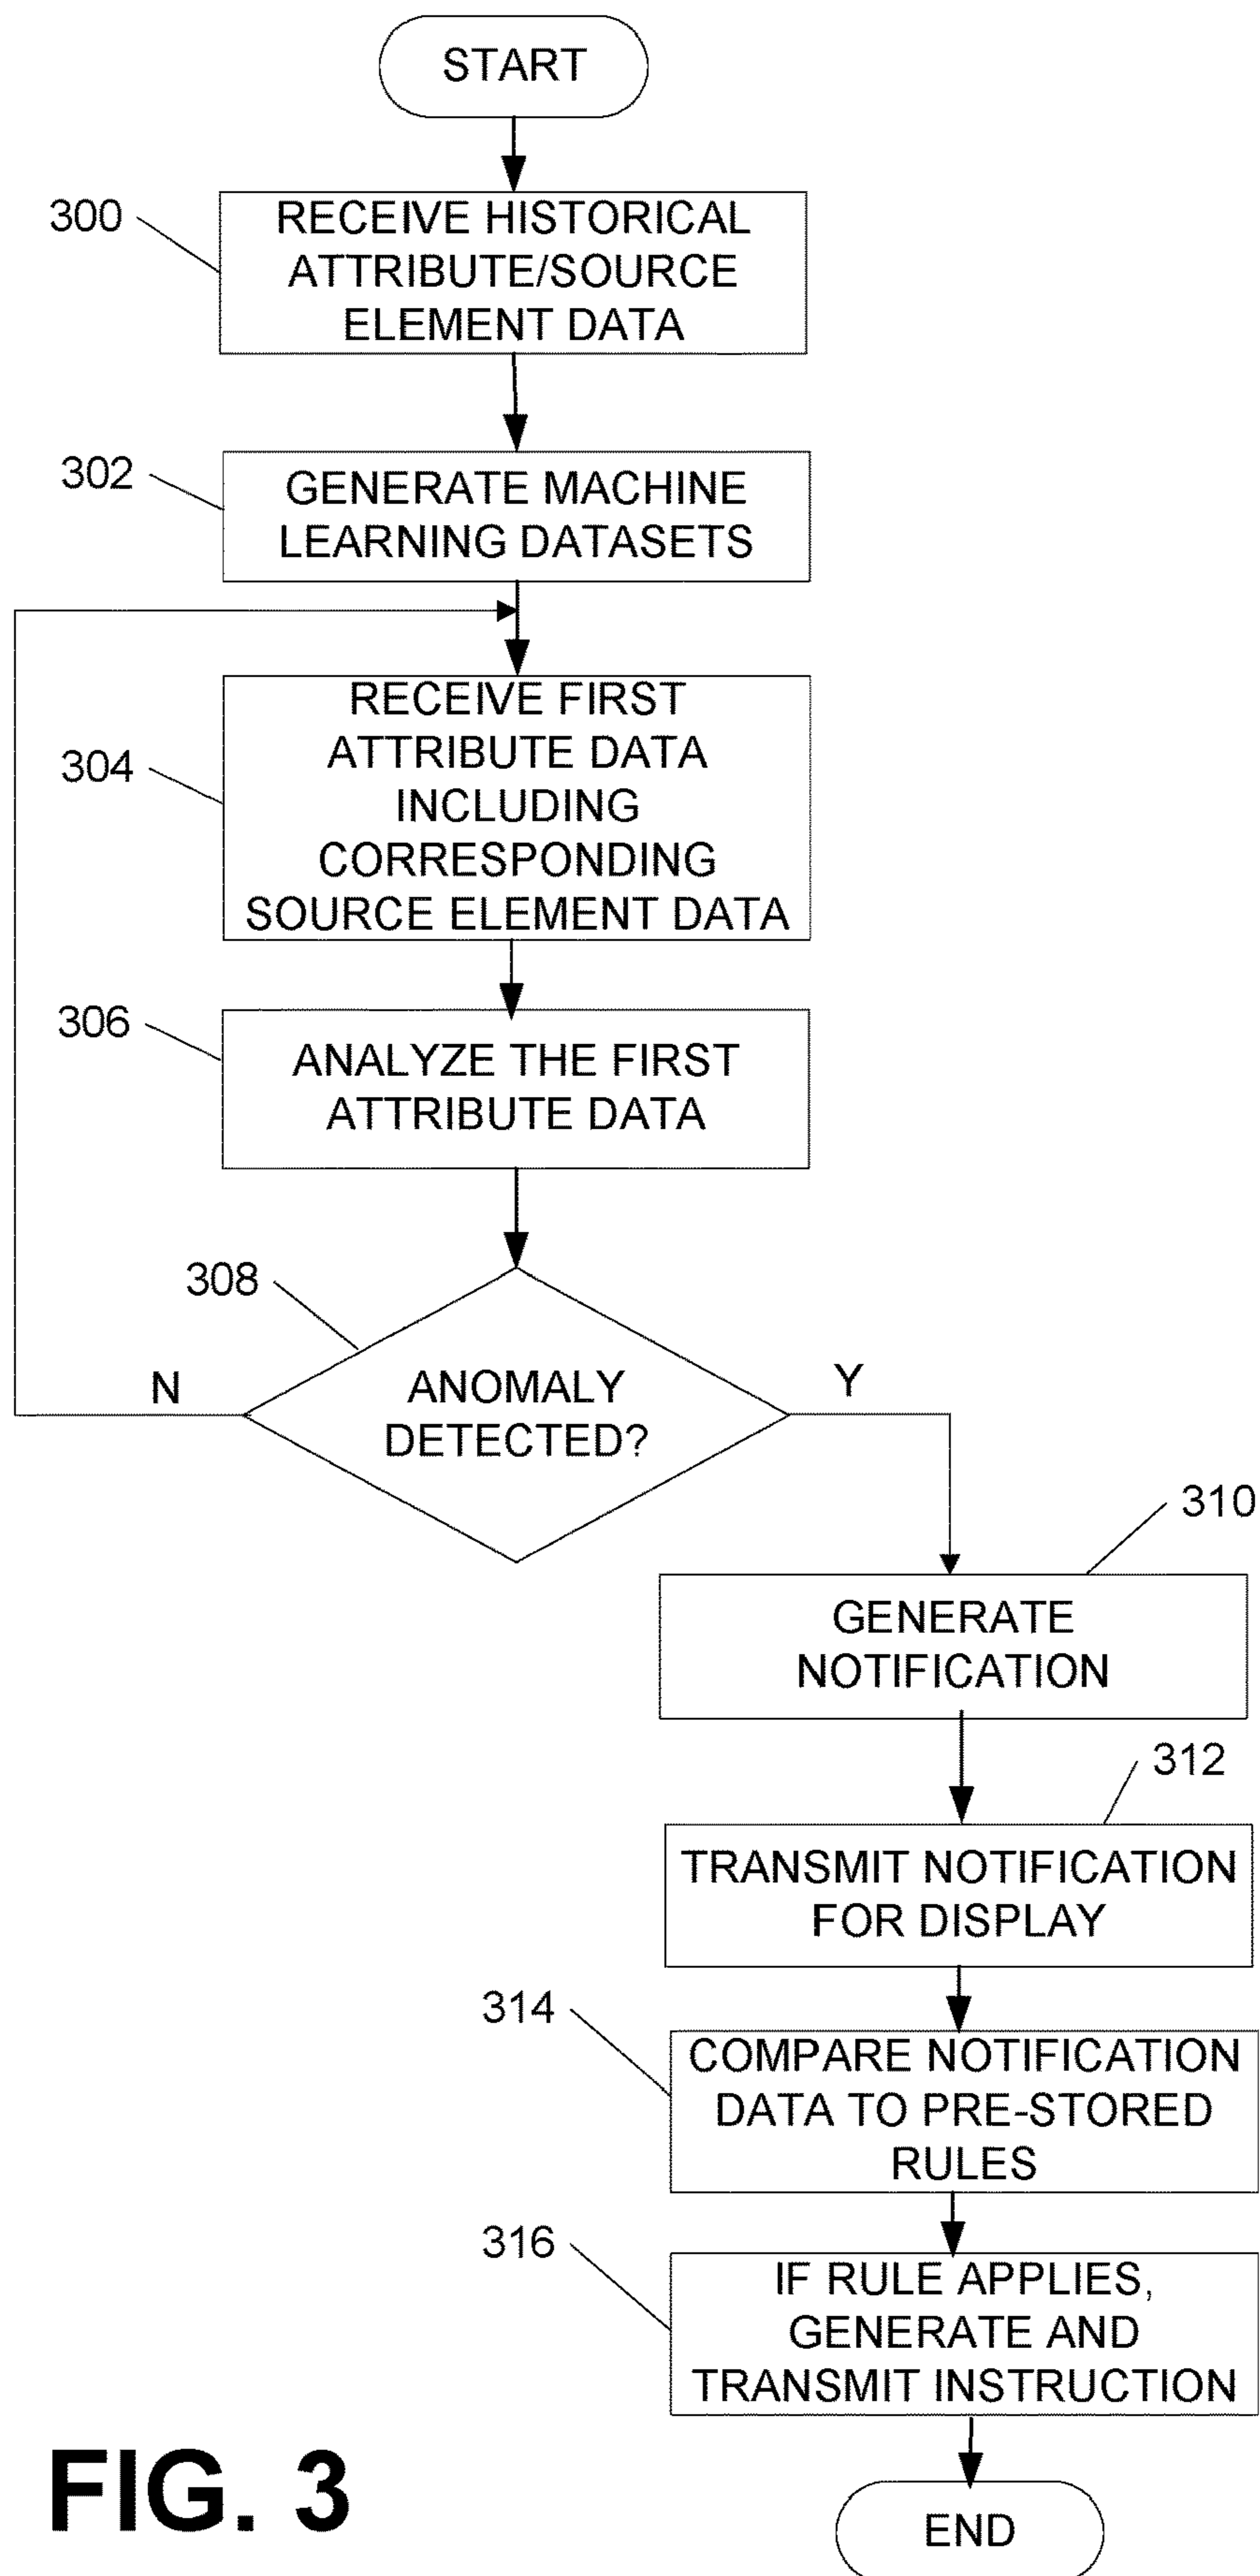 START
300
RECEIVE HISTORICAL
ATTRIBUTE/SOURCE
ELEMENT DATA
302
GENERATE MACHINE
LEARNING DATASETS
304
RECEIVE FIRST
ATTRIBUTE DATA
INCLUDING
CORRESPONDING
SOURCE ELEMENT DATA
306
ANALYZE THE FIRST
ATTRIBUTE DATA
308
ANOMALY
DETECTED?
N
Y
310
GENERATE
NOTIFICATION
312
TRANSMIT NOTIFICATION
FOR DISPLAY
314
COMPARE NOTIFICATION
DATA TO PRE-STORED
RULES
316
IF RULE APPLIES,
GENERATE AND
TRANSMIT INSTRUCTION
END
FIG. 3